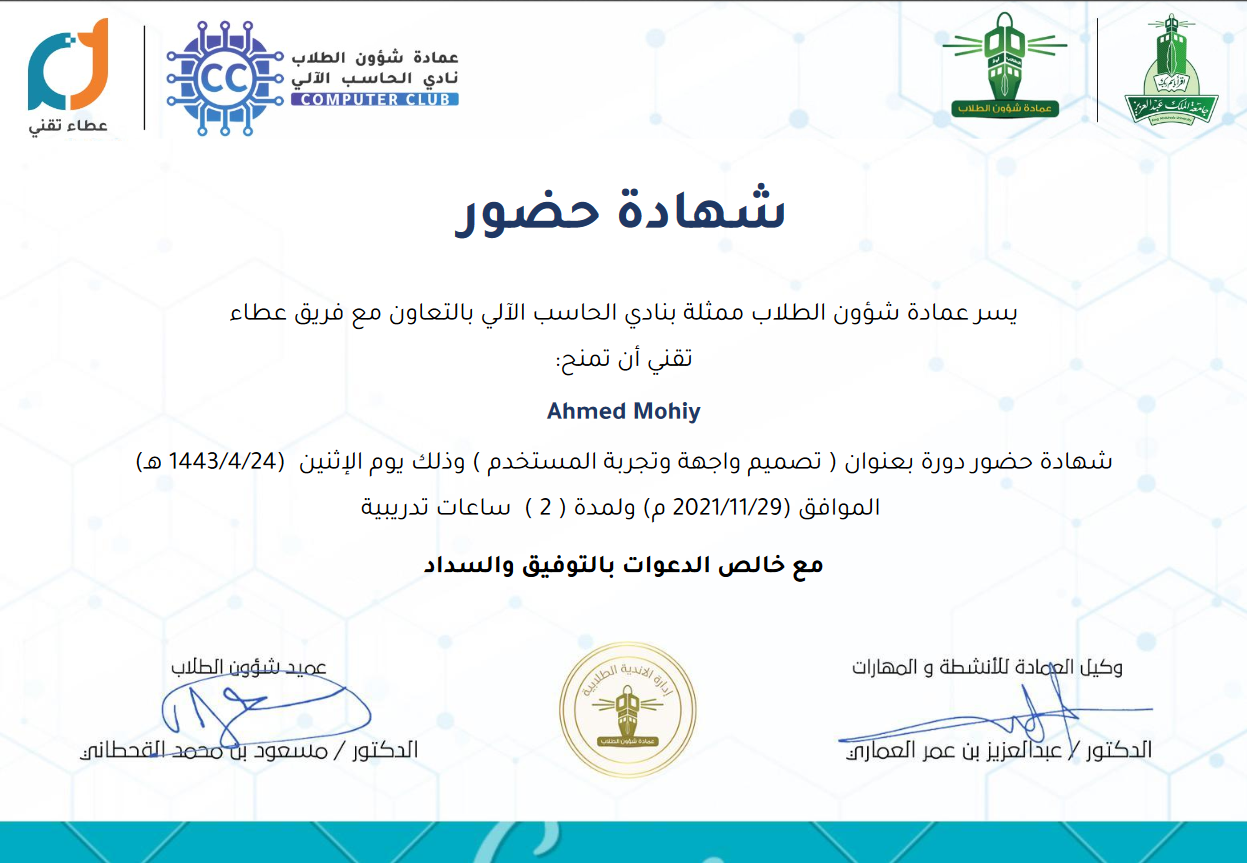 عطاء تقني
عمادة شؤون الطلاب
نادي الحاسب الآلي
COMPUTER CLUB
CC
عمادة شؤون الطلاب
اقرأ باسم ربك
جامعة الملك عبدالعزيز
شهادة حضور
يسر عمادة شؤون الطلاب ممثلة بنادي الحاسب الآلي بالتعاون مع فريق عطاء
تقني أن تمنح:
Ahmed Mohiy
شهادة حضور دورة بعنوان ( تصميم واجهة وتجربة المستخدم ) وذلك يوم الإثنين (1443/4/24 هـ)
الموافق (2021/11/29 م) ولمدة ( 2 ) ساعات تدريبية
مع خالص الدعوات بالتوفيق والسداد
وكيل العمادة للأنشطة و المهارات
الدكتور / عبدالعزيز بن عمر العماري
إدارة الاندية الطلابية
عمادة شؤون الطلاب
عميد شؤون الطلاب
الدكتور / مسعود بن محمد القحطاني